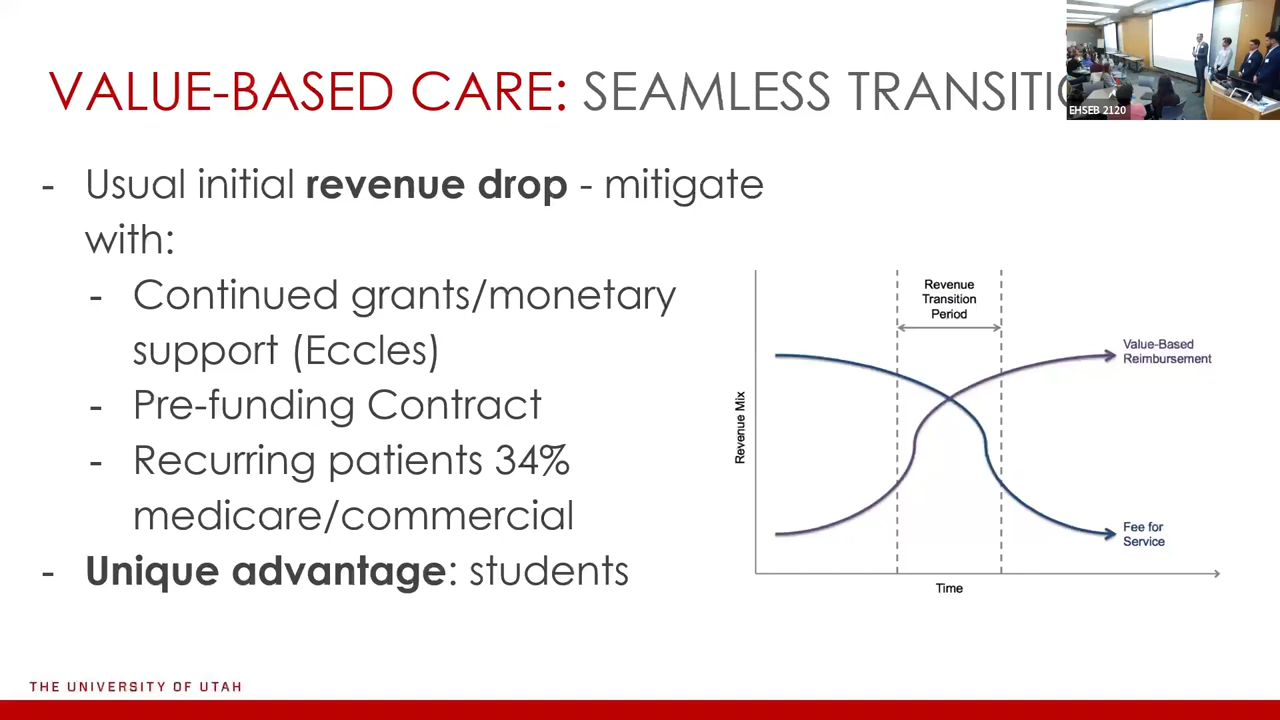 VALUE-BASED CARE: SEAMLESS
EHSEB 2120
- Usual initial revenue drop - mitigate
with:
- Continued grants/monetary
support (Eccles)
- Pre-funding Contract
- Recurring patients 34%
medicare/commercial
- Unique advantage: students
Revenue
Transition
Period
Value-Based
Reimbursement
Revenue Mix
Fee for
Service
Time
THE UNIVERSITY OF UTAH